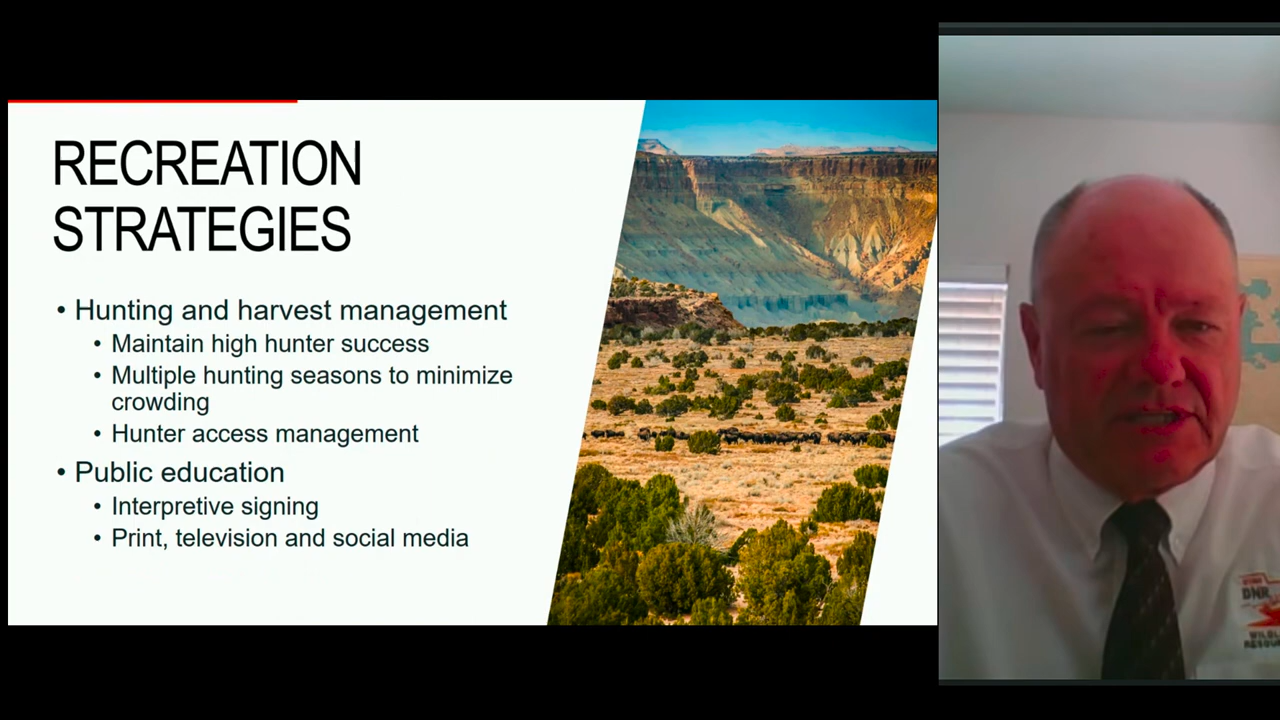 RECREATION
STRATEGIES
• Hunting and harvest management
• Maintain high hunter success
• Multiple hunting seasons to minimize
crowding
• Hunter access management
• Public education
• Interpretive signing
• Print, television and social media
DNR